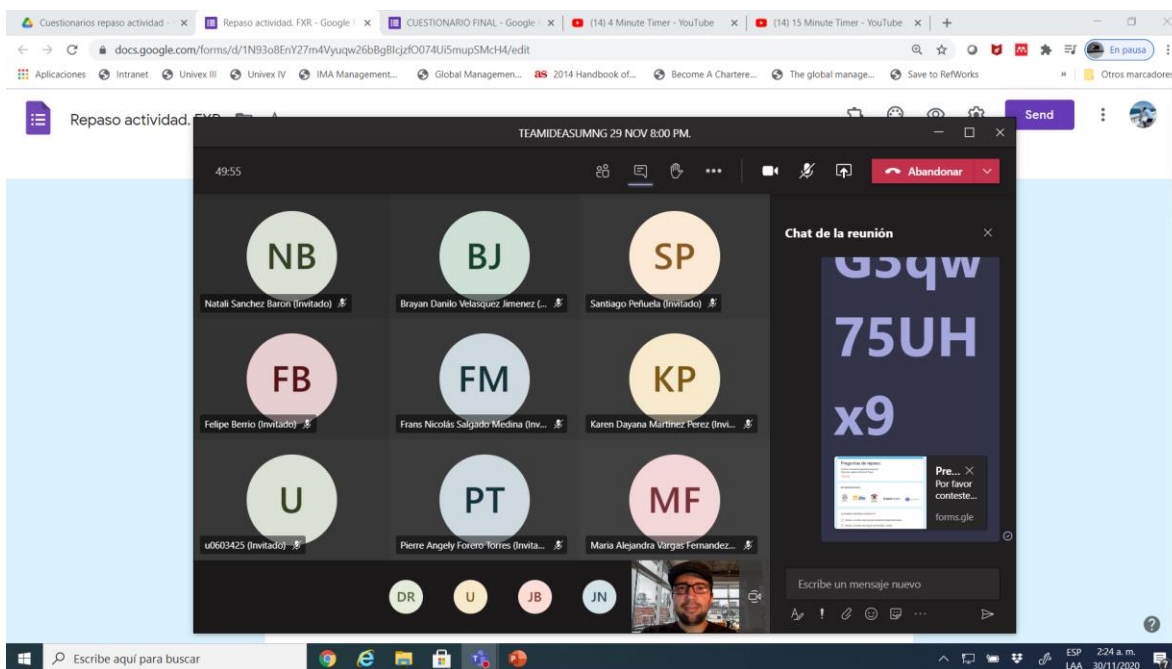 Cuestionarios repaso actividad -
Repaso actividad. FXR - Google
CUESTIONARIO FINAL - Google
(14) 4 Minute Timer - YouTube
(14) 15 Minute Timer - YouTube
docs.google.com/forms/d/
/edit
En pausa
Aplicaciones
Intranet
Univex III
Univex IV
IMA Management...
Global Managemen...
as 2014 Handbook of...
Become A Chartere...
The global manage...
Save to RefWorks
»
Otros marcadores
Repaso actividad.
Send
TEAMIDEASUMNG 29 NOV 8:00 PM.
49:55
Abandonar
Chat de la reunión
NB
Natali Sanchez Baron (Invitado)
BJ
Brayan Danilo Velasquez Jimenez (...
SP
Santiago Peñuela (Invitado)
FB
Felipe Berrio (Invitado)
FM
Frans Nicolás Salgado Medina (Inv...
KP
Karen Dayana Martinez Perez (Invi...
U
u0603425 (Invitado)
PT
Pierre Angely Forero Torres (Invita...
MF
Maria Alejandra Vargas Fernandez...
DR
U
JB
JN
G5qw
75UH
x9
Preguntas de repaso.
Pre...
Por favor
conteste...
forms.gle
Escribe un mensaje nuevo
Escribe aquí para buscar
ESP
LAA
2:24 a. m.
30/11/2020